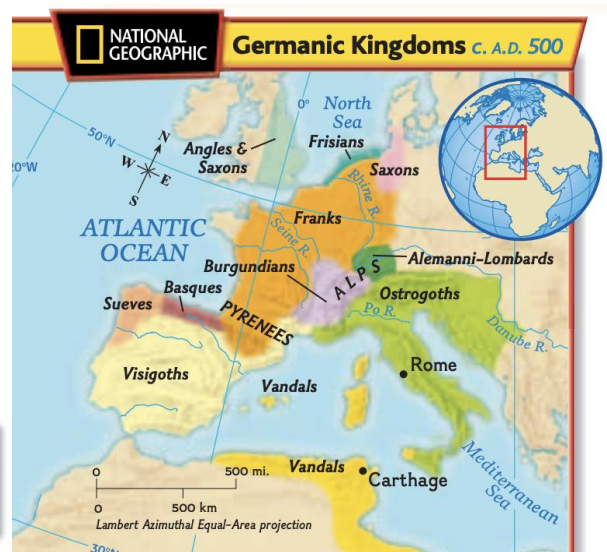 NATIONAL
GEOGRAPHIC
Germanic Kingdoms C. A.D. 500
0°
North
Sea
50°N
N
W
E
S
Angles &
Saxons
Frisians
Saxons
Rhine R.
Franks
ATLANTIC
OCEAN
Seine R.
Burgundians
ALPS
Alemanni–Lombards
Basques
Sueves
PYRENEES
Ostrogoths
Po R.
Danube R.
Visigoths
Vandals
Rome
Vandals
Carthage
Mediterranean
Sea
0 500 mi.
0 500 km
Lambert Azimuthal Equal-Area projection